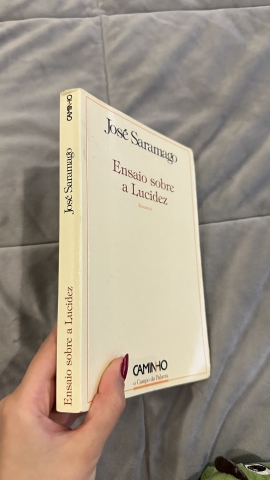 CAMINHO
José Saramago
Ensaio sobre a Lucidez
José Saramago
Ensaio sobre
a Lucidez
Romance
CAMINHO
o Campo da Palavra